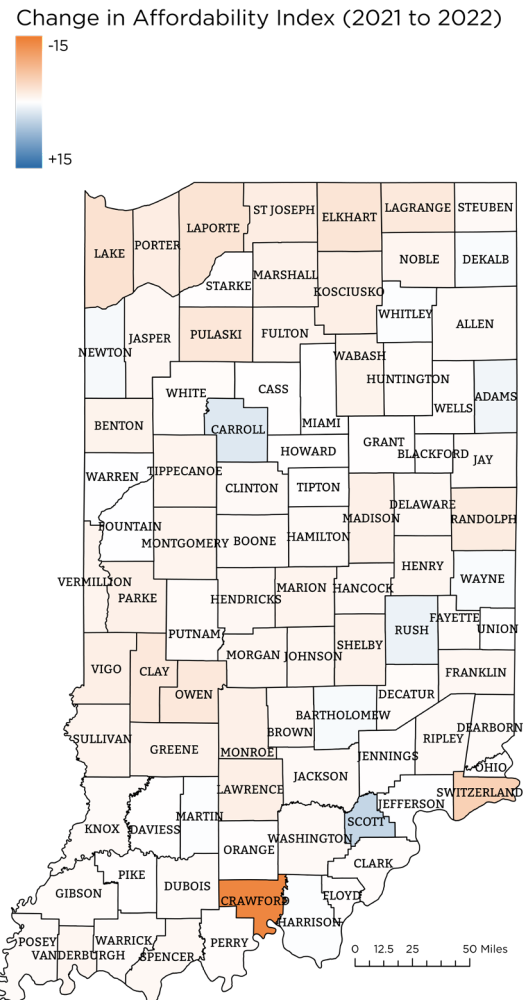 Change in Affordability Index (2021 to 2022)
-15
+15
ST JOSEPH
LAGRANGE
STEUBEN
ELKHART
LAPORTE
PORTER
LAKE
NOBLE
DEKALB
MARSHALL
STARKE
KOSCIUSKO
WHITLEY
ALLEN
PULASKI
FULTON
JASPER
NEWTON
WABASH
HUNTINGTON
WHITE
CASS
WELLS
ADAMS
MIAMI
BENTON
CARROLL
GRANT
BLACKFORD
JAY
HOWARD
WARREN
TIPPECANOE
CLINTON
TIPTON
DELAWARE
RANDOLPH
MADISON
FOUNTAIN
MONTGOMERY
BOONE
HAMILTON
HENRY
WAYNE
VERMILLION
PARKE
HENDRICKS
MARION
HANCOCK
FAYETTE
UNION
RUSH
PUTNAM
SHELBY
MORGAN
JOHNSON
VIGO
CLAY
FRANKLIN
OWEN
DECATUR
BARTHOLOMEW
BROWN
DEARBORN
RIPLEY
SULLIVAN
GREENE
MONROE
JENNINGS
OHIO
JACKSON
LAWRENCE
SWITZERLAND
JEFFERSON
MARTIN
SCOTT
KNOX
DAVIESS
WASHINGTON
ORANGE
CLARK
PIKE
DUBOIS
GIBSON
CRAWFORD
FLOYD
HARRISON
POSEY
WARRICK
PERRY
VANDERBURGH
SPENCER
0 12.5 25 50 Miles